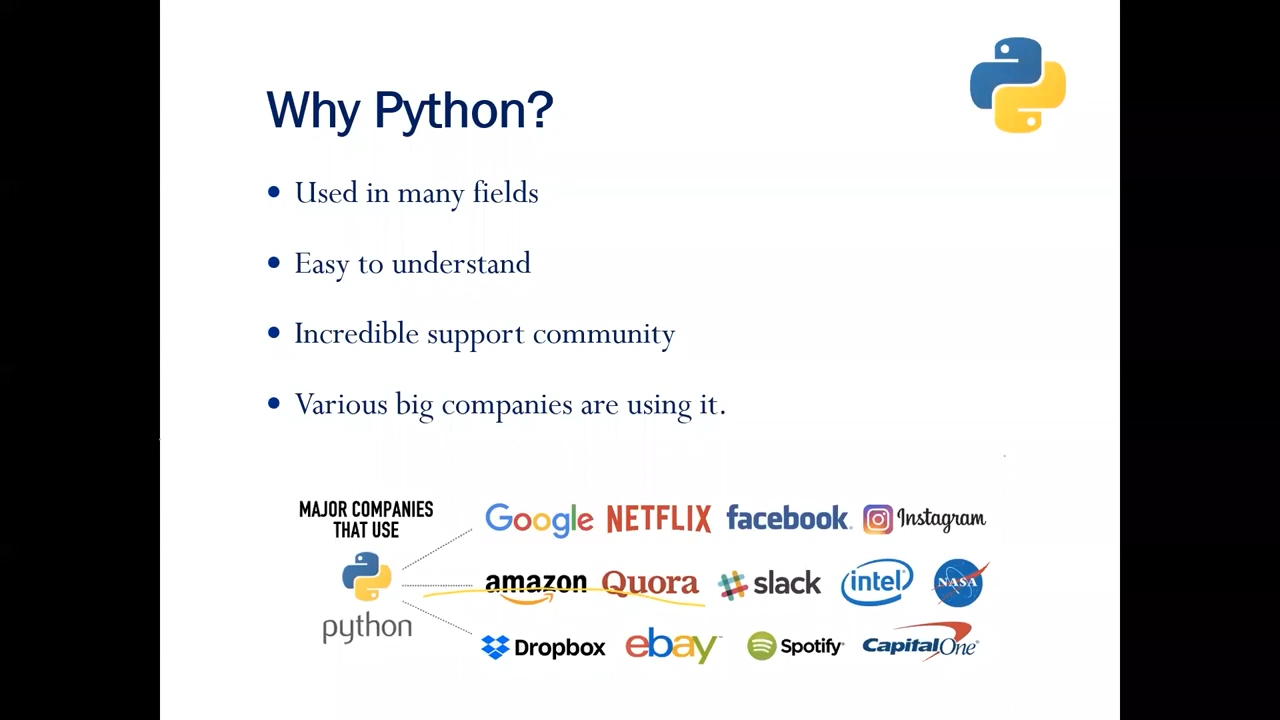 Why Python?
• Used in many fields
• Easy to understand
• Incredible support community
• Various big companies are using it.
MAJOR COMPANIES
THAT USE
python
Google NETFLIX facebook. Instagram
amazon Quora slack intel NASA
Dropbox ebay Spotify CapitalOne